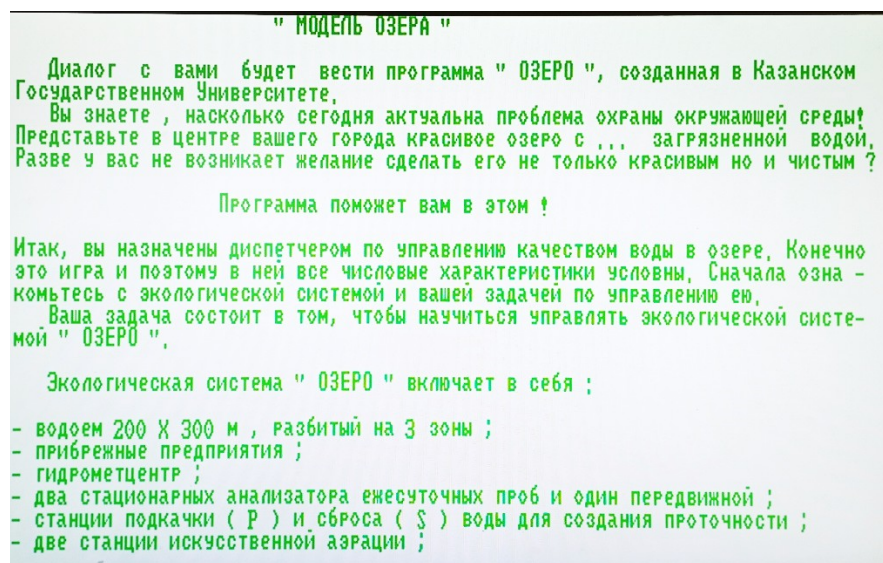 " МОДЕЛЬ ОЗЕРА "
Диалог с вами будет вести программа " ОЗЕРО ", созданная в Казанском
Государственном Университете.
Вы знаете , насколько сегодня актуальна проблема охраны окружающей среды!
Представьте в центре вашего города красивое озеро с ... загрязненной водой.
Разве у вас не возникает желание сделать его не только красивым но и чистым ?
Программа поможет вам в этом !
Итак, вы назначены диспетчером по управлению качеством воды в озере. Конечно
это игра и поэтому в ней все числовые характеристики условны. Сначала озна -
комьтесь с экологической системой и вашей задачей по управлению ею.
Ваша задача состоит в том, чтобы научиться управлять экологической систе-
мой " ОЗЕРО ".
Экологическая система " ОЗЕРО " включает в себя :
- водоем 200 X 300 м , разбитый на 3 зоны ;
- прибрежные предприятия ;
- гидрометцентр ;
- два стационарных анализатора ежесуточных проб и один передвижной ;
- станции подкачки ( P ) и сброса ( S ) воды для создания проточности ;
- две станции искусственной аэрации ;